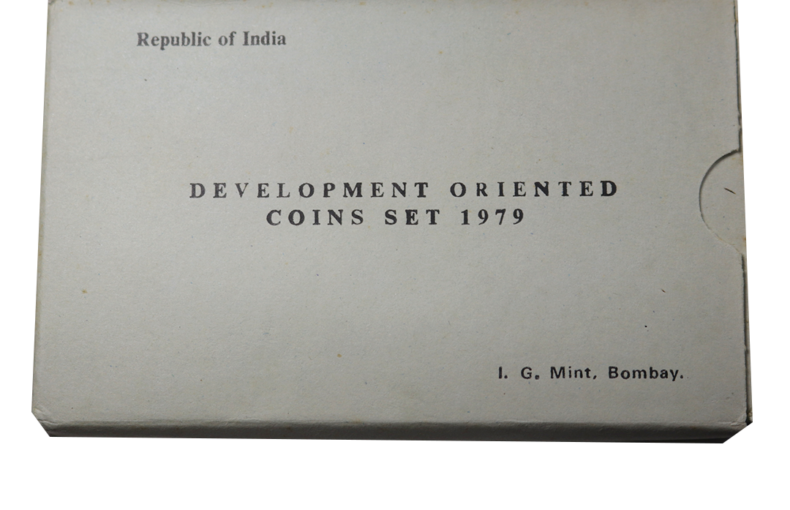 Republic of India
DEVELOPMENT ORIENTED
COINS SET 1979
I. G. Mint, Bombay.